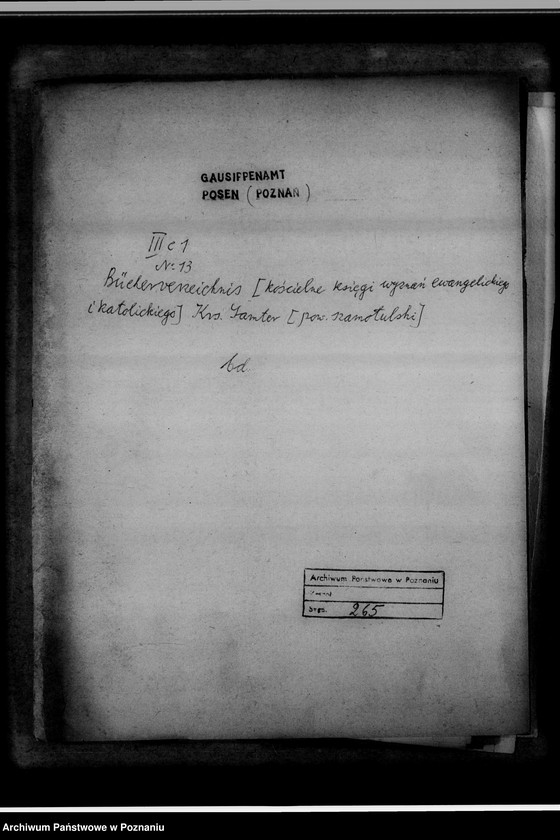 GAUSIPPENAMT
POSEN (POZNAŃ)
III c 1
Nr. 13
Bücherverzeichnis [kościelne księgi wyznań ewangelickiego
i katolickiego] Krs. Samter [pow. szamotulski]
bd.
Archiwum Państwowe w Poznaniu
Sygn. 265
Archiwum Państwowe w Poznaniu